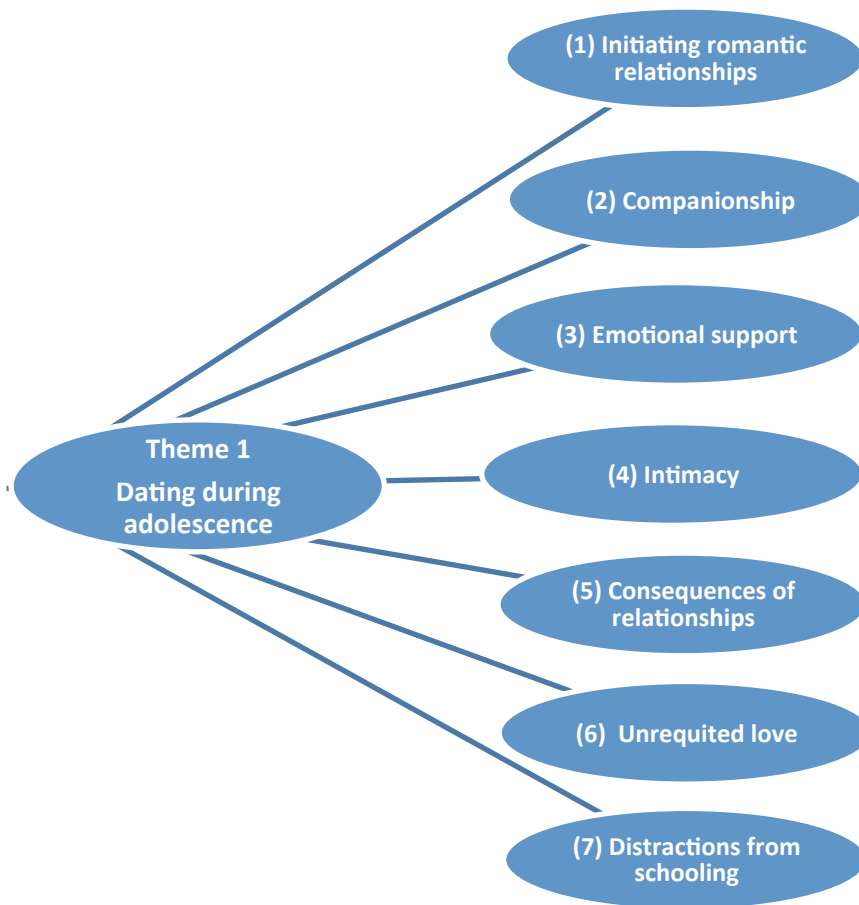 (1) Initiating romantic
relationships
(2) Companionship
(3) Emotional support
Theme 1
Dating during
adolescence
(4) Intimacy
(5) Consequences of
relationships
(6) Unrequited love
(7) Distractions from
schooling